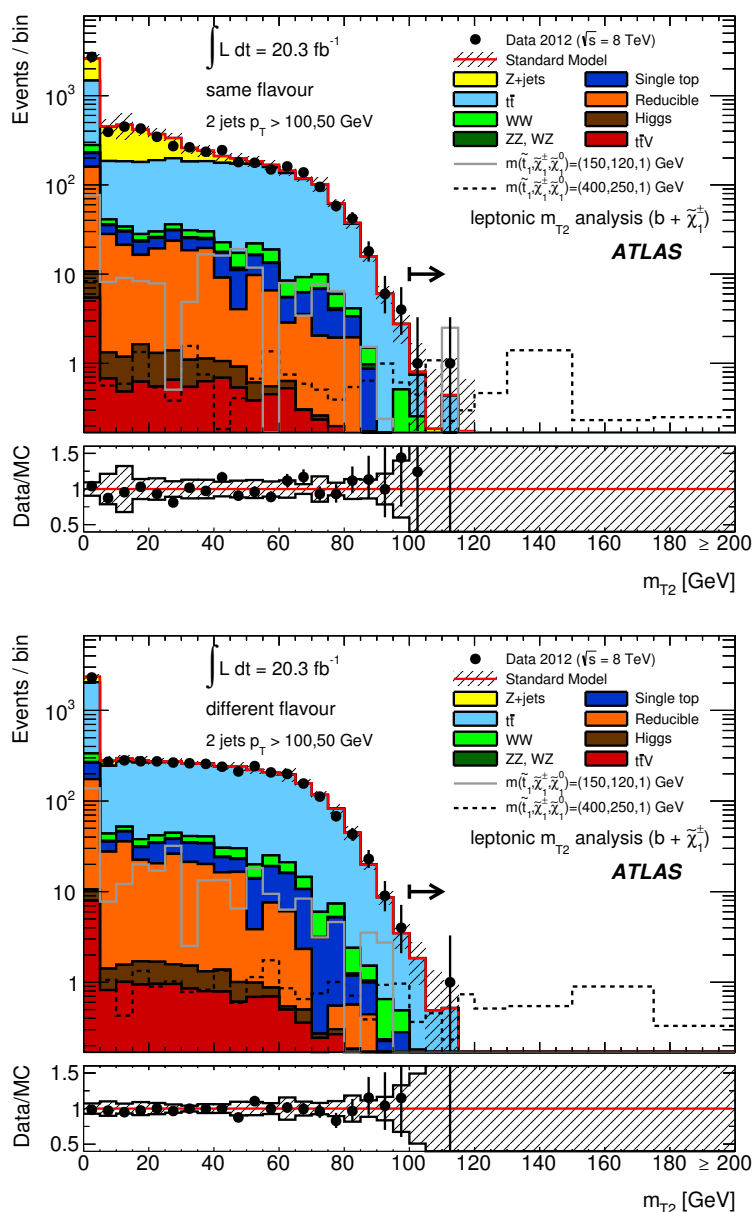 Events / bin
10³
10²
10
1
∫ L dt = 20.3 fb⁻¹
same flavour
2 jets p_T > 100,50 GeV
Data 2012 (√s = 8 TeV)
Standard Model
Z+jets Single top
tt̄ Reducible
WW Higgs
ZZ, WZ tt̄V
m(t̃₁,χ̃₁±,χ̃₁⁰)=(150,120,1) GeV
m(t̃₁,χ̃₁±,χ̃₁⁰)=(400,250,1) GeV
leptonic m_T2 analysis (b + χ̃₁±)
ATLAS
Data/MC
1.5
1
0.5
0 20 40 60 80 100 120 140 160 180 ≥ 200
m_T2 [GeV]
Events / bin
10³
10²
10
1
∫ L dt = 20.3 fb⁻¹
different flavour
2 jets p_T > 100,50 GeV
Data 2012 (√s = 8 TeV)
Standard Model
Z+jets Single top
tt̄ Reducible
WW Higgs
ZZ, WZ tt̄V
m(t̃₁,χ̃₁±,χ̃₁⁰)=(150,120,1) GeV
m(t̃₁,χ̃₁±,χ̃₁⁰)=(400,250,1) GeV
leptonic m_T2 analysis (b + χ̃₁±)
ATLAS
Data/MC
1.5
1
0.5
0 20 40 60 80 100 120 140 160 180 ≥ 200
m_T2 [GeV]